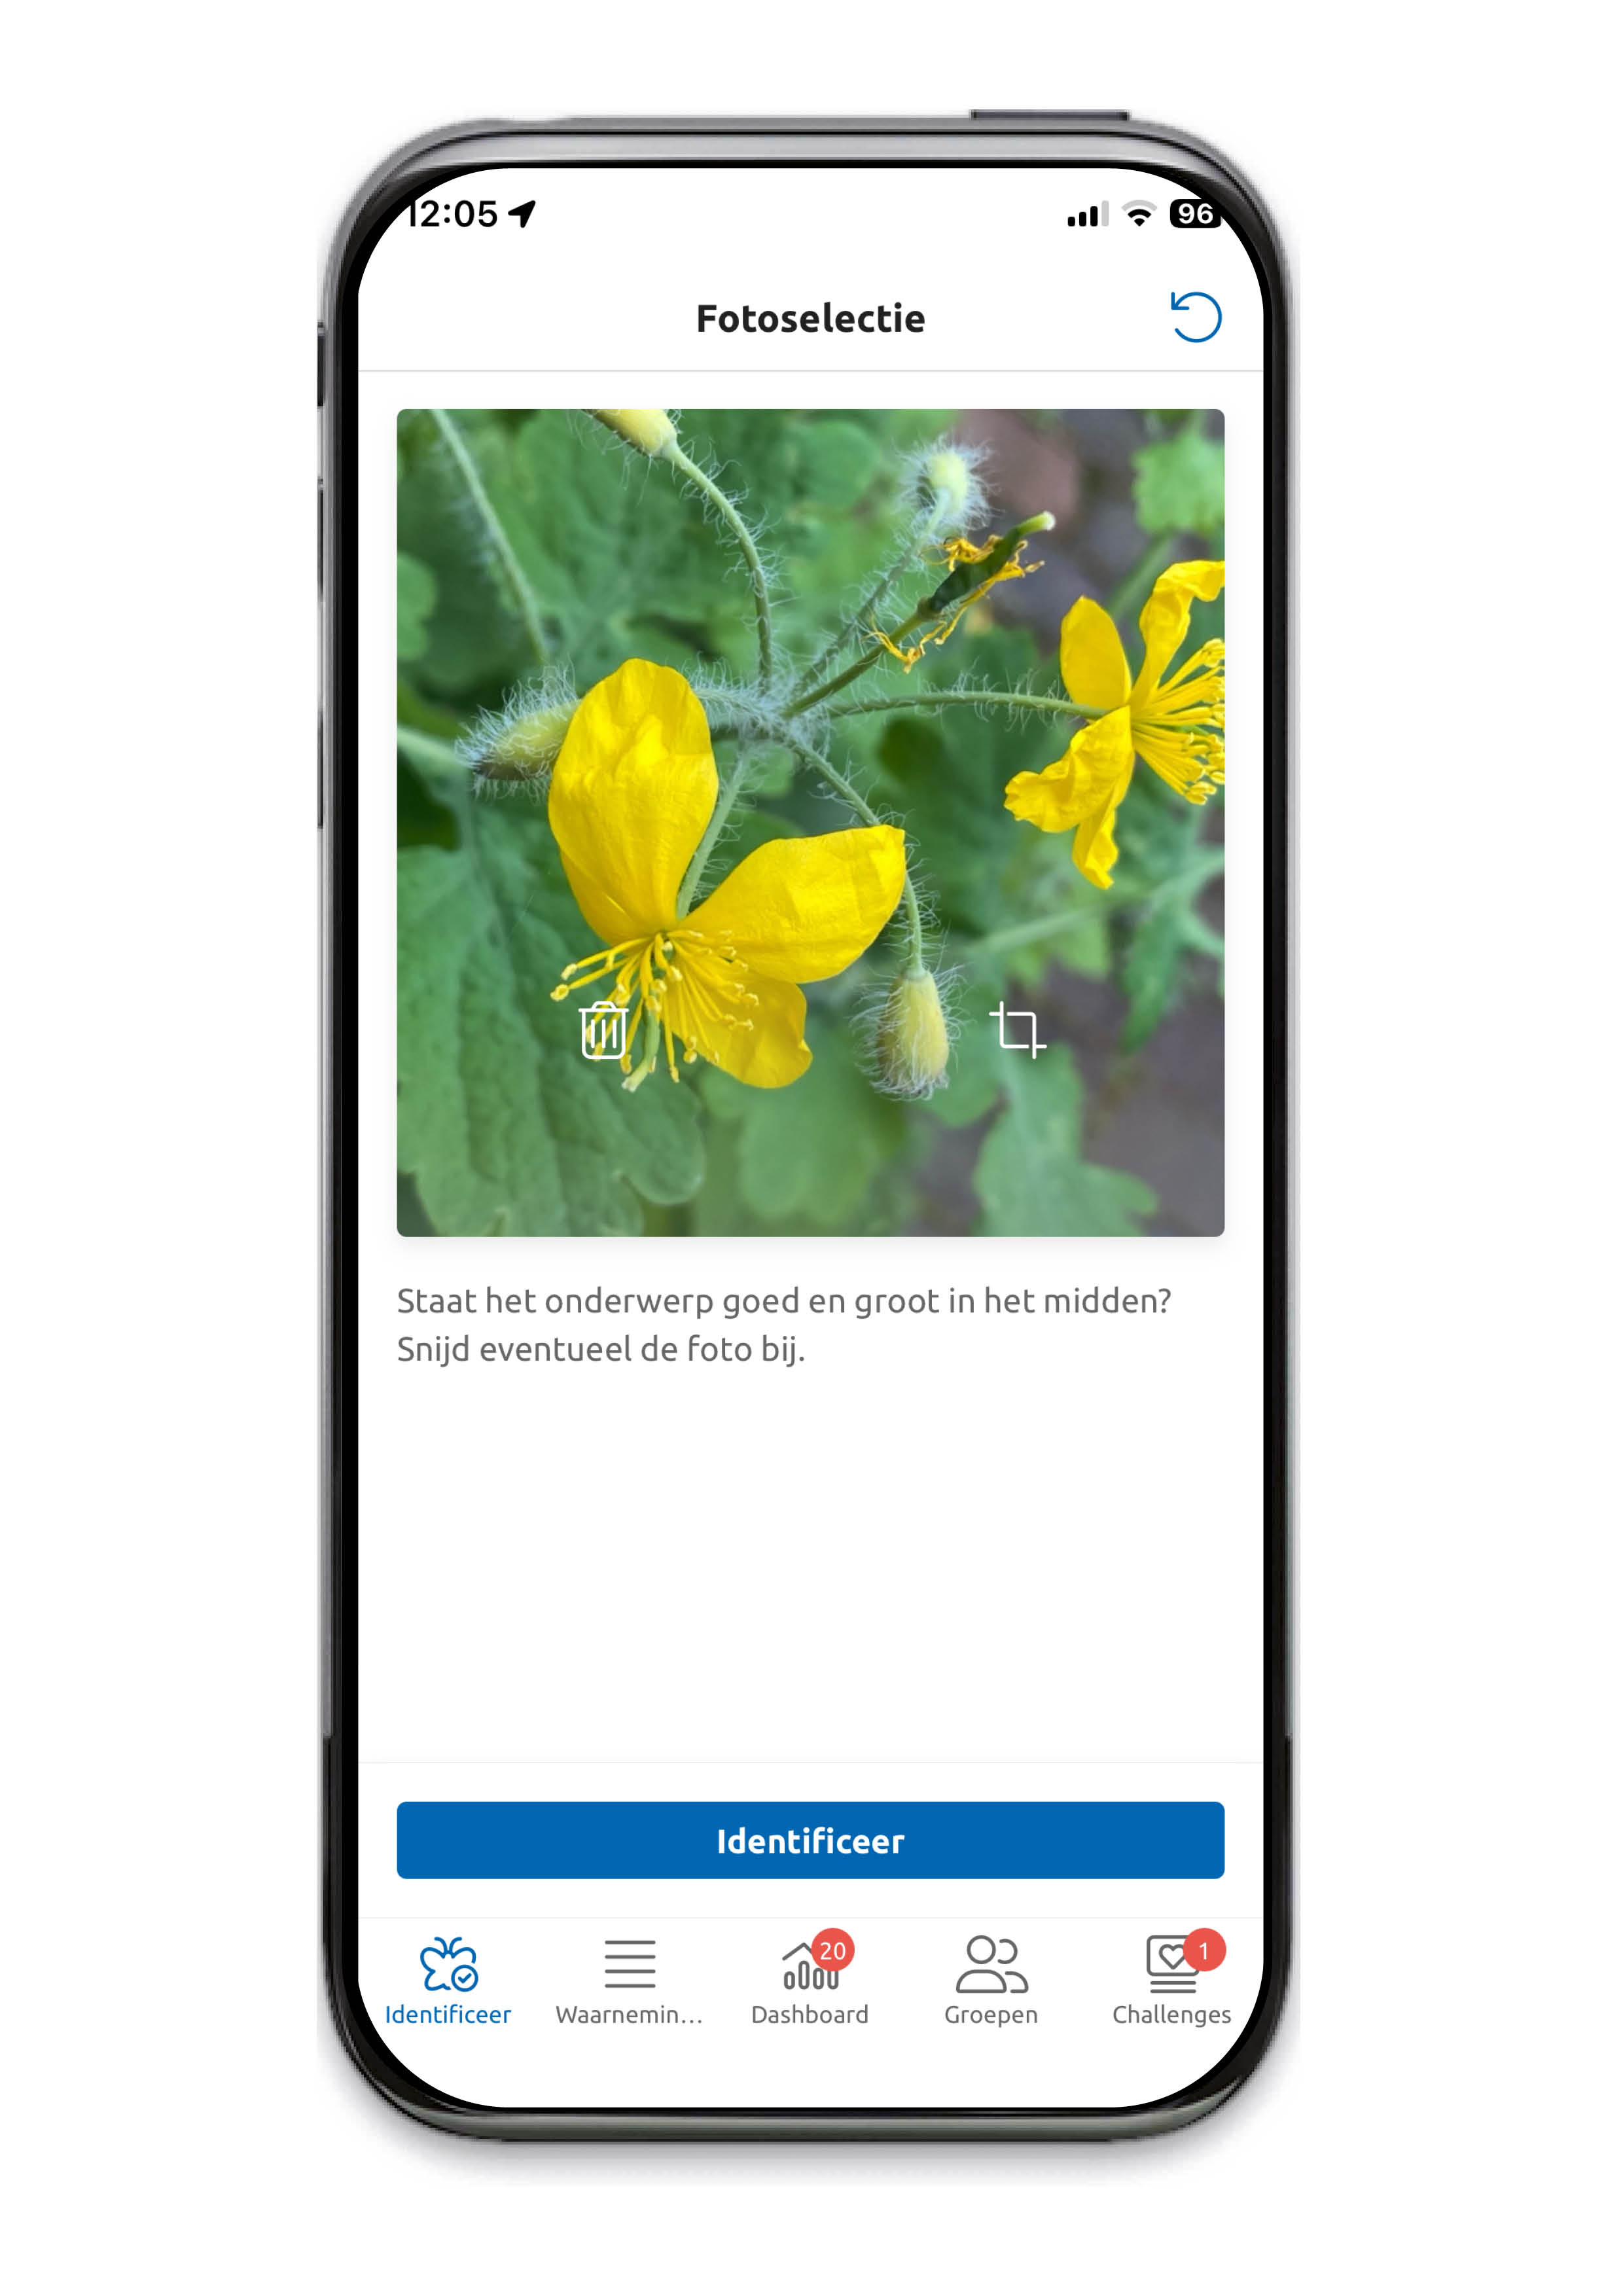 12:05
96
Fotoselectie
Staat het onderwerp goed en groot in het midden?
Snijd eventueel de foto bij.
Identificeer
20
1
Identificeer
Waarnemin...
Dashboard
Groepen
Challenges